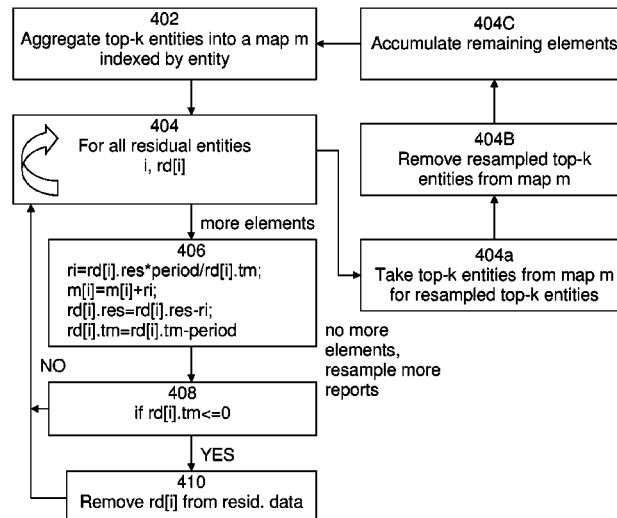 402
Aggregate top-k entities into a map m
indexed by entity
404C
Accumulate remaining elements
404
For all residual entities
i, rd[i]
404B
Remove resampled top-k
entities from map m
more elements
406
ri=rd[i].res*period/rd[i].tm;
m[i]=m[i]+ri;
rd[i].res=rd[i].res-ri;
rd[i].tm=rd[i].tm-period
404a
Take top-k entities from map m
for resampled top-k entities
no more
elements,
resample more
reports
NO
408
if rd[i].tm<=0
YES
410
Remove rd[i] from resid. data